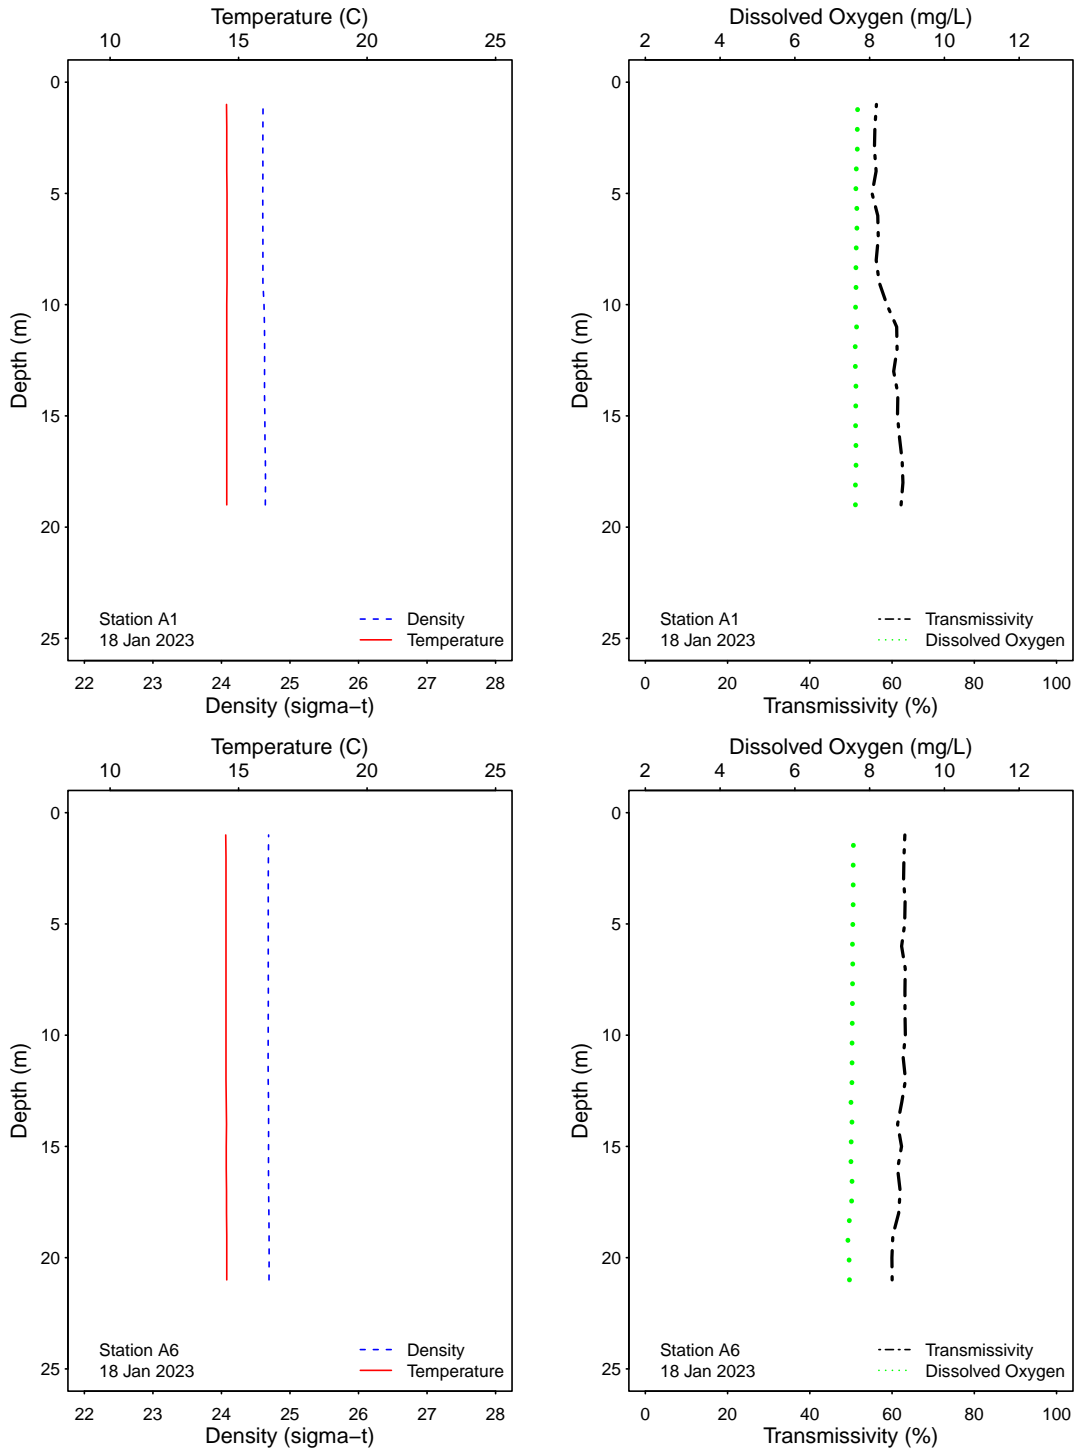 Temperature (C)
10 15 20 25
0
5
10
15
20
25
Depth (m)
Station A1
18 Jan 2023
Density
Temperature
22 23 24 25 26 27 28
Density (sigma−t)
Dissolved Oxygen (mg/L)
2 4 6 8 10 12
0
5
10
15
20
25
Depth (m)
Station A1
18 Jan 2023
Transmissivity
Dissolved Oxygen
0 20 40 60 80 100
Transmissivity (%)
Temperature (C)
10 15 20 25
0
5
10
15
20
25
Depth (m)
Station A6
18 Jan 2023
Density
Temperature
22 23 24 25 26 27 28
Density (sigma−t)
Dissolved Oxygen (mg/L)
2 4 6 8 10 12
0
5
10
15
20
25
Depth (m)
Station A6
18 Jan 2023
Transmissivity
Dissolved Oxygen
0 20 40 60 80 100
Transmissivity (%)